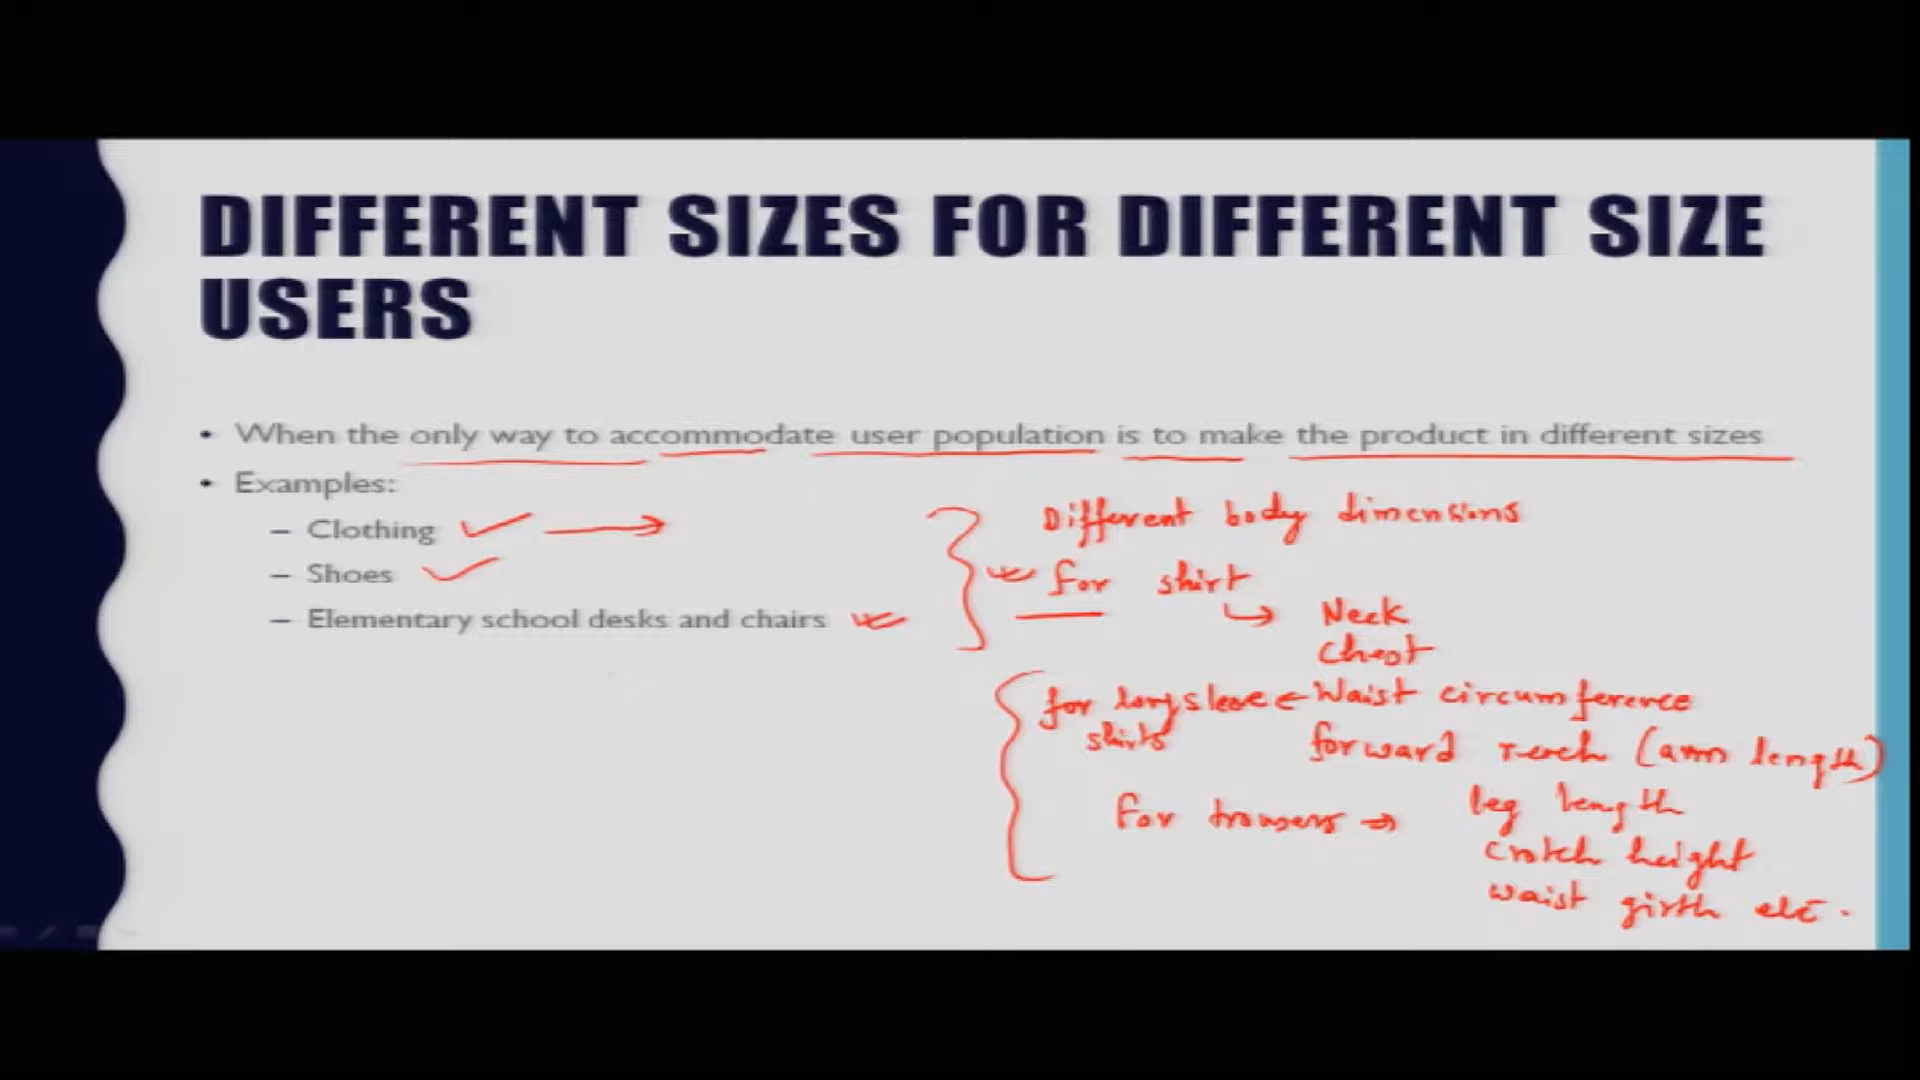 DIFFERENT SIZES FOR DIFFERENT SIZE
USERS
• When the only way to accommodate user population is to make the product in different sizes
• Examples:
– Clothing
– Shoes
– Elementary school desks and chairs
Different body dimensions
for shirt
Neck
Chest
for long sleeve Waist circumference
shirts
forward reach (arm length)
For trousers leg length
crotch height
waist girth etc.